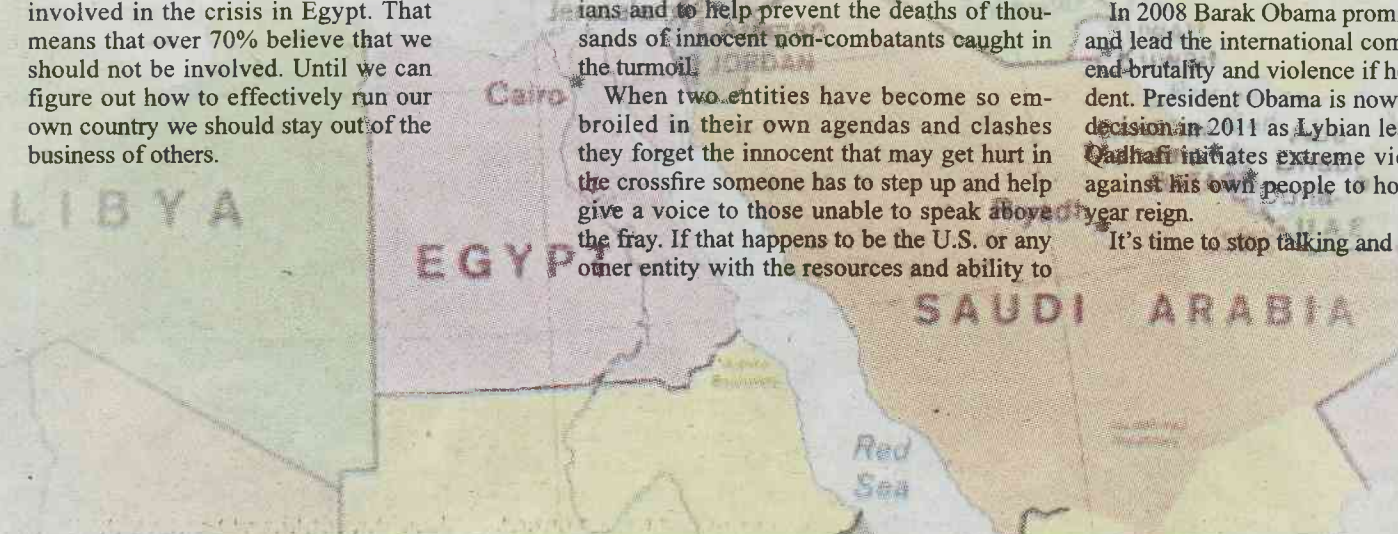 involved in the crisis in Egypt. That
means that over 70% believe that we
should not be involved. Until we can
figure out how to effectively run our
own country we should stay out of the
business of others.
ians and to help prevent the deaths of thou-
sands of innocent non-combatants caught in
the turmoil.
When two entities have become so em-
broiled in their own agendas and clashes
they forget the innocent that may get hurt in
the crossfire someone has to step up and help
give a voice to those unable to speak above
the fray. If that happens to be the U.S. or any
other entity with the resources and ability to
In 2008 Barak Obama prom
and lead the international com
end brutality and violence if h
dent. President Obama is now
decision in 2011 as Lybian le
Qadhafi initiates extreme vio
against his own people to ho
year reign.
It's time to stop talking and
JORDAN
Cairo
LIBYA
EGYPT
Riyadh
U.A.E
SAUDI ARABIA
Red
Sea